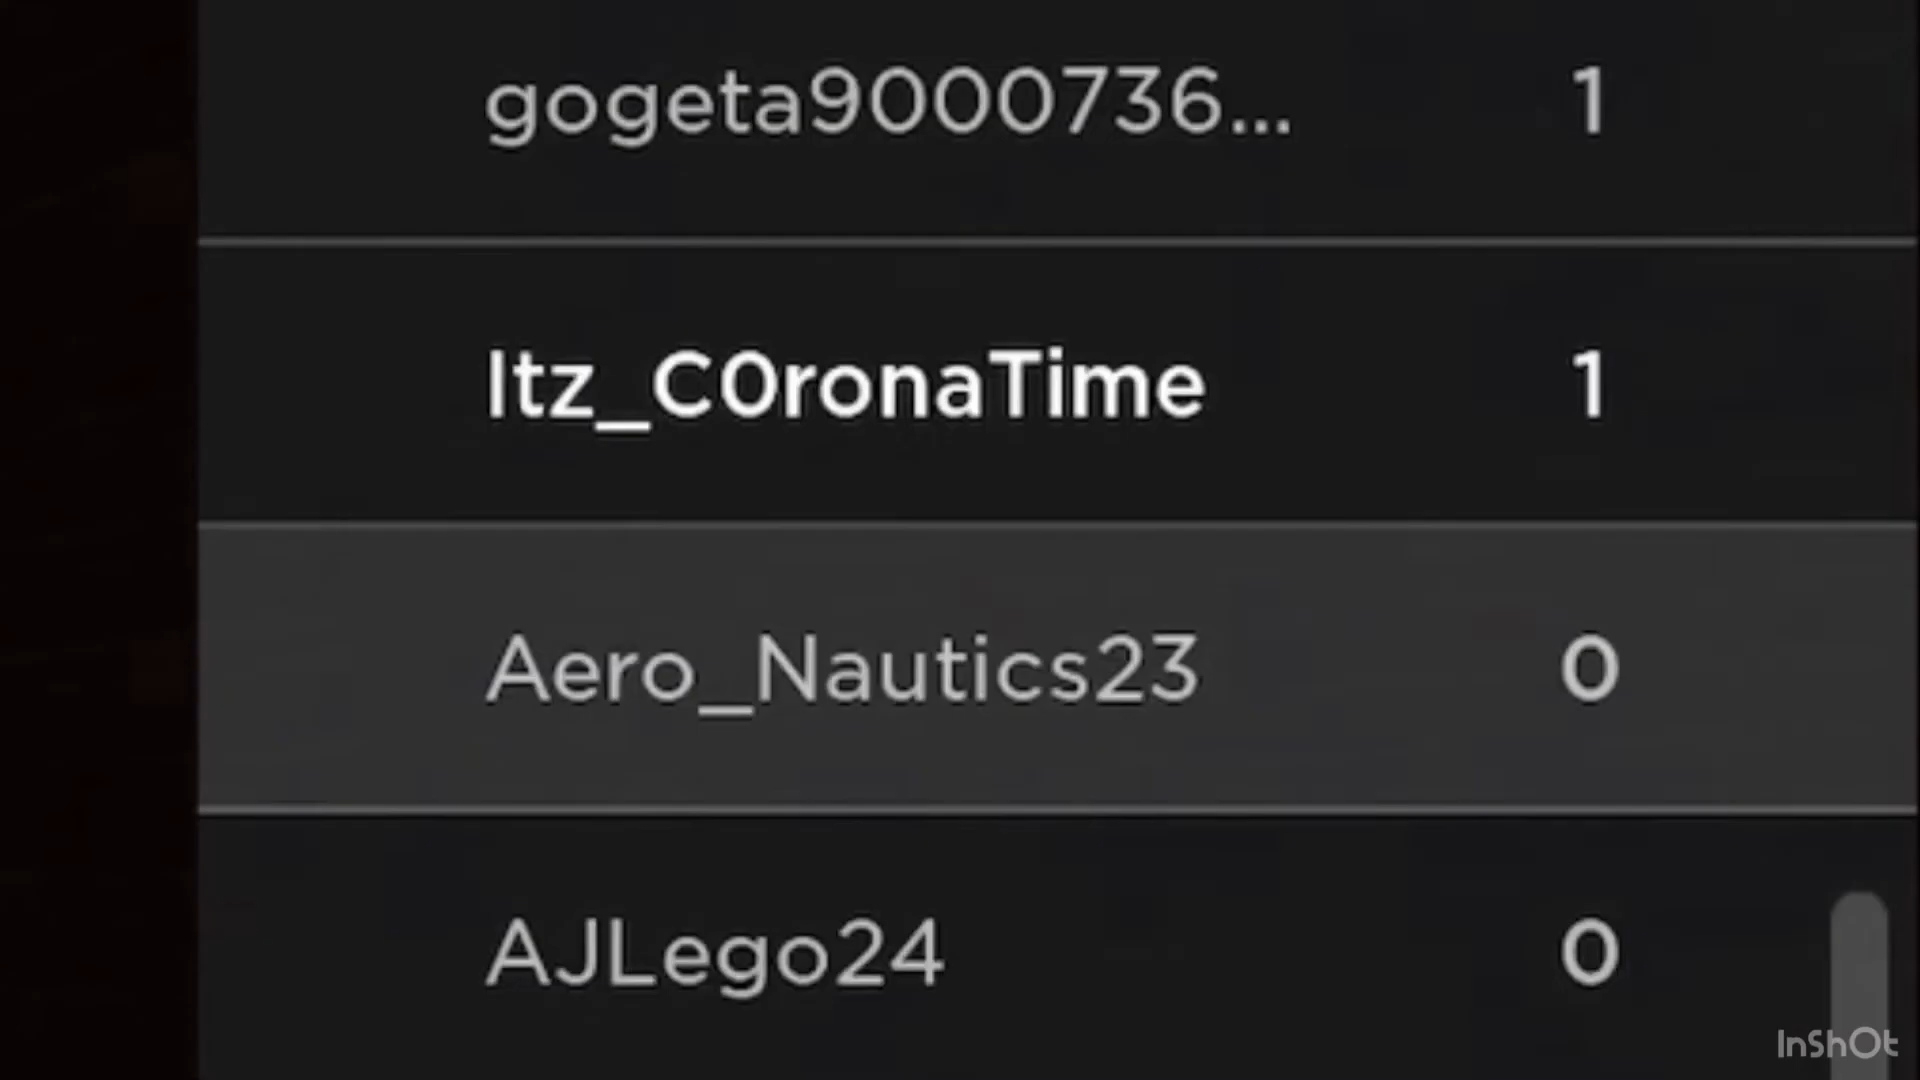 gogeta9000736... 1
Itz_C0ronaTime 1
Aero_Nautics23 0
AJLego24 0
InShOt